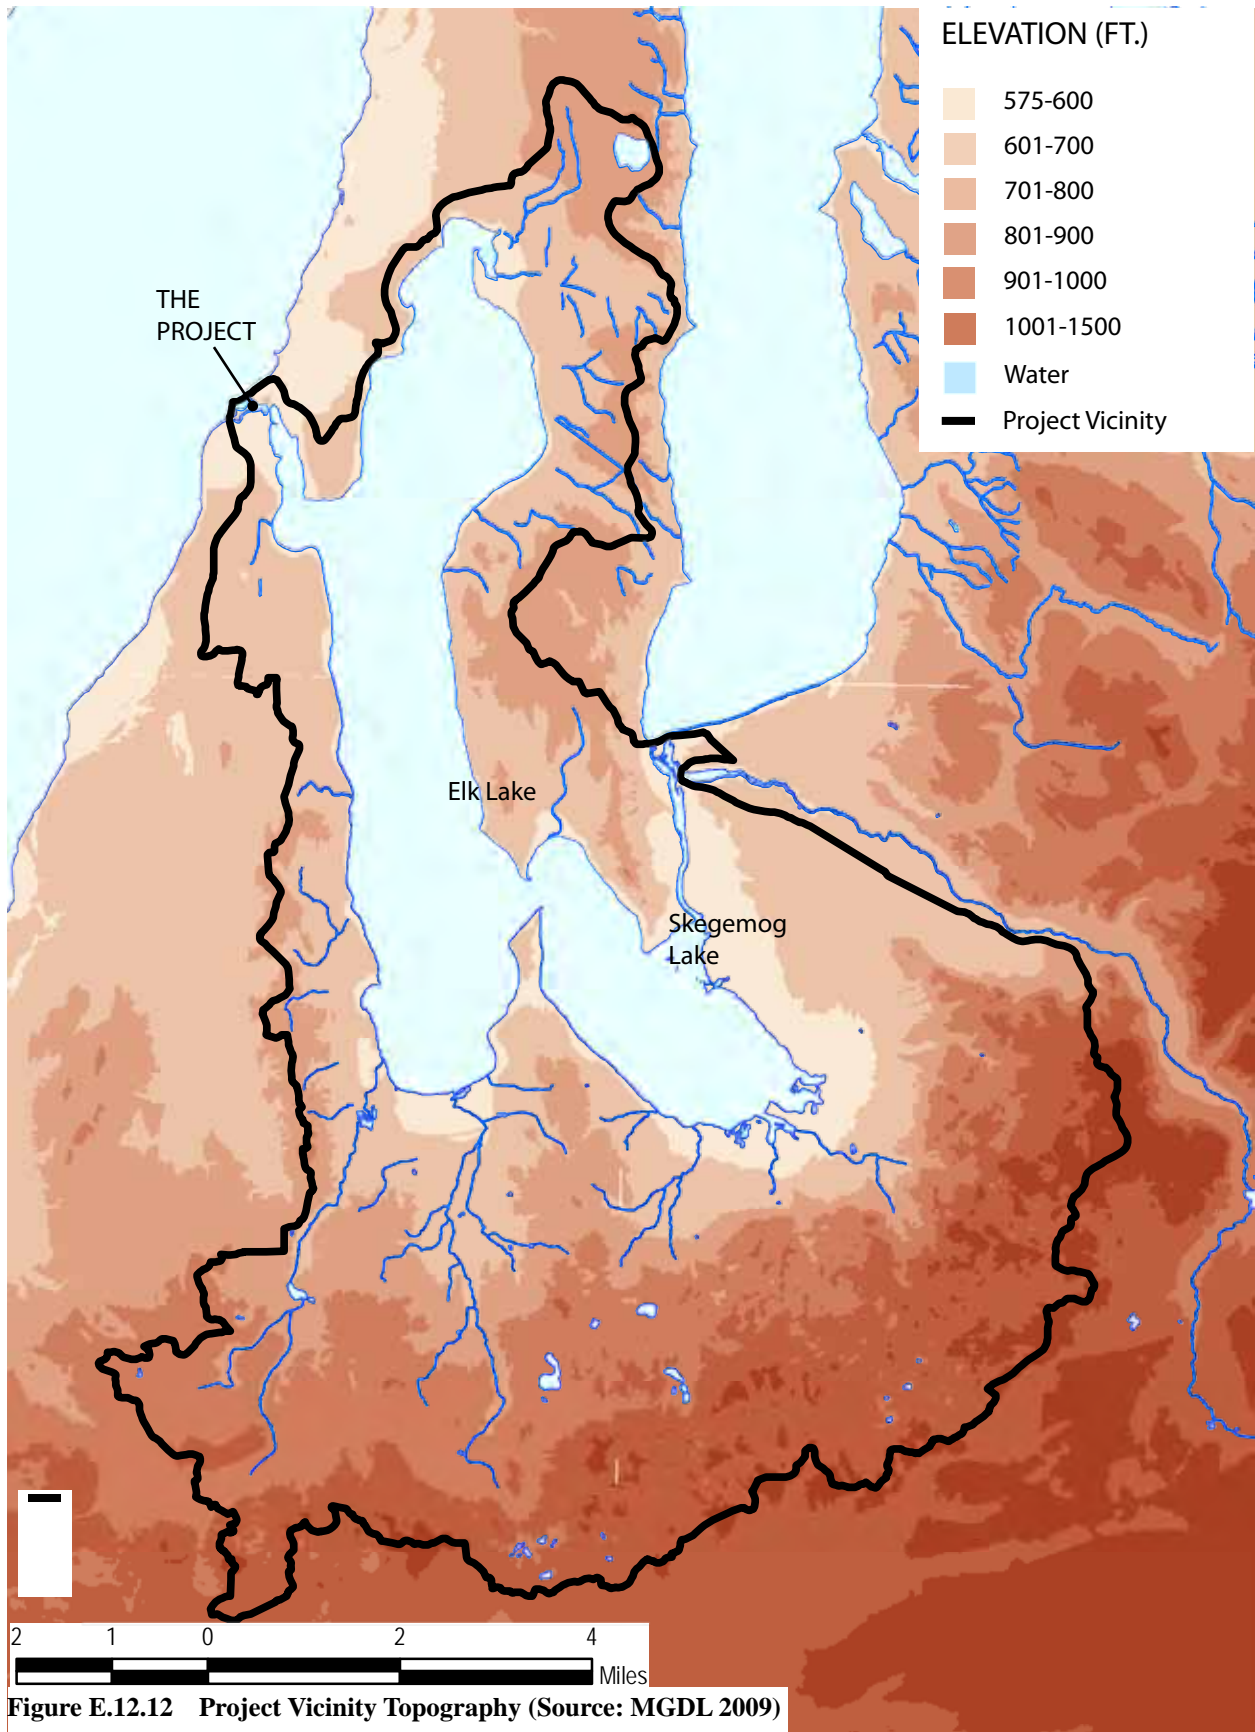 ELEVATION (FT.)
575-600
601-700
701-800
801-900
901-1000
1001-1500
Water
Project Vicinity
THE
PROJECT
Elk Lake
Skegemog
Lake
2 1 0 2 4
Miles
Figure E.12.12 Project Vicinity Topography (Source: MGDL 2009)